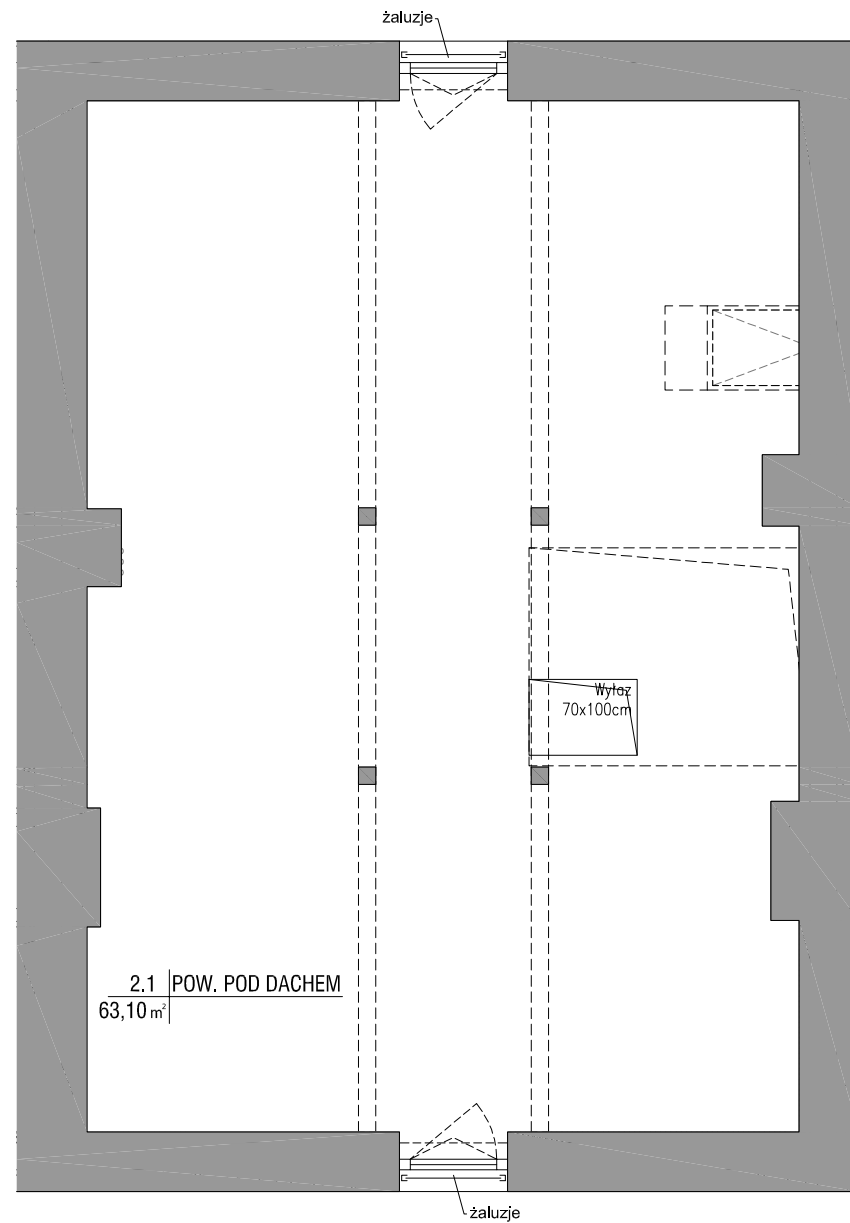 żaluzje
Wyłaz
70x100cm
2.1 POW. POD DACHEM
63,10 m²
żaluzje